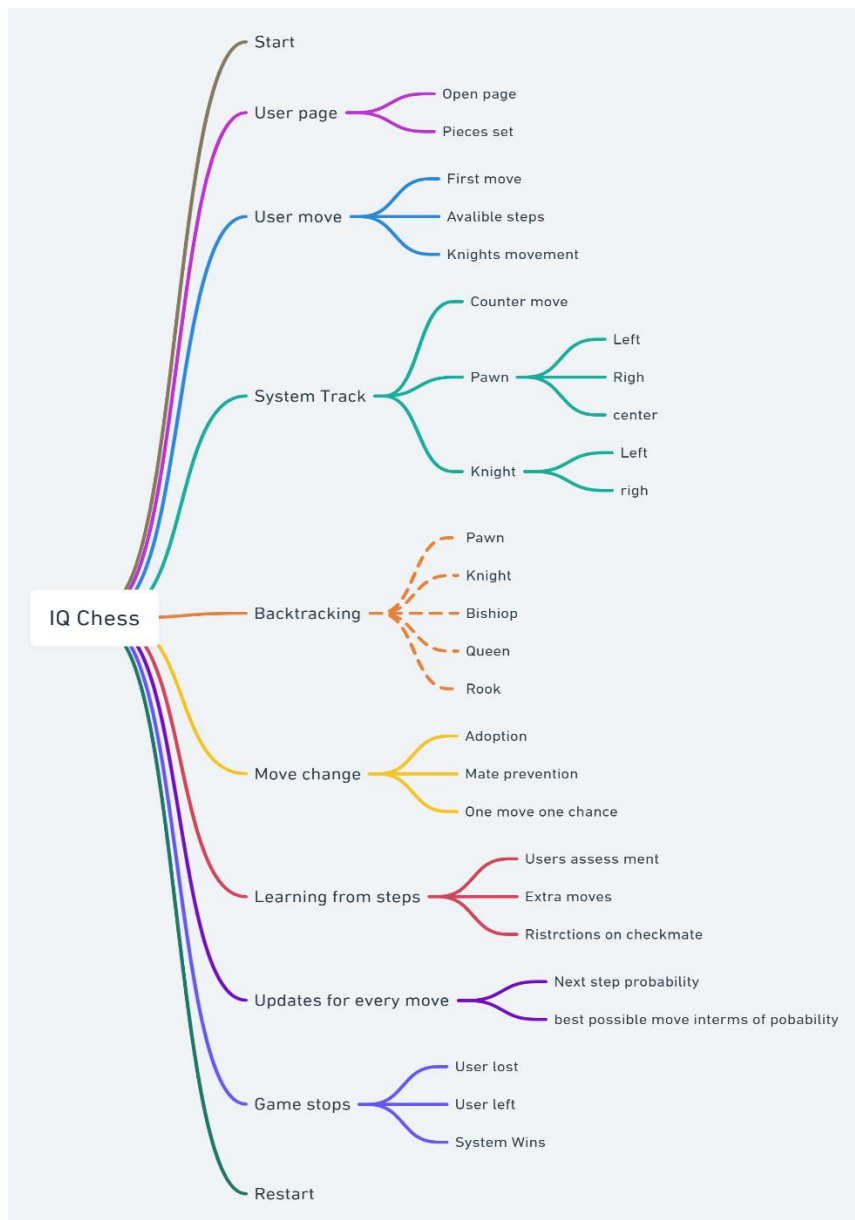 Start
User page
Open page
Pieces set
User move
First move
Avalible steps
Knights movement
System Track
Counter move
Pawn
Left
Righ
center
Knight
Left
righ
IQ Chess
Backtracking
Pawn
Knight
Bishiop
Queen
Rook
Move change
Adoption
Mate prevention
One move one chance
Learning from steps
Users assess ment
Extra moves
Ristrctions on checkmate
Updates for every move
Next step probability
best possible move interms of pobability
Game stops
User lost
User left
System Wins
Restart